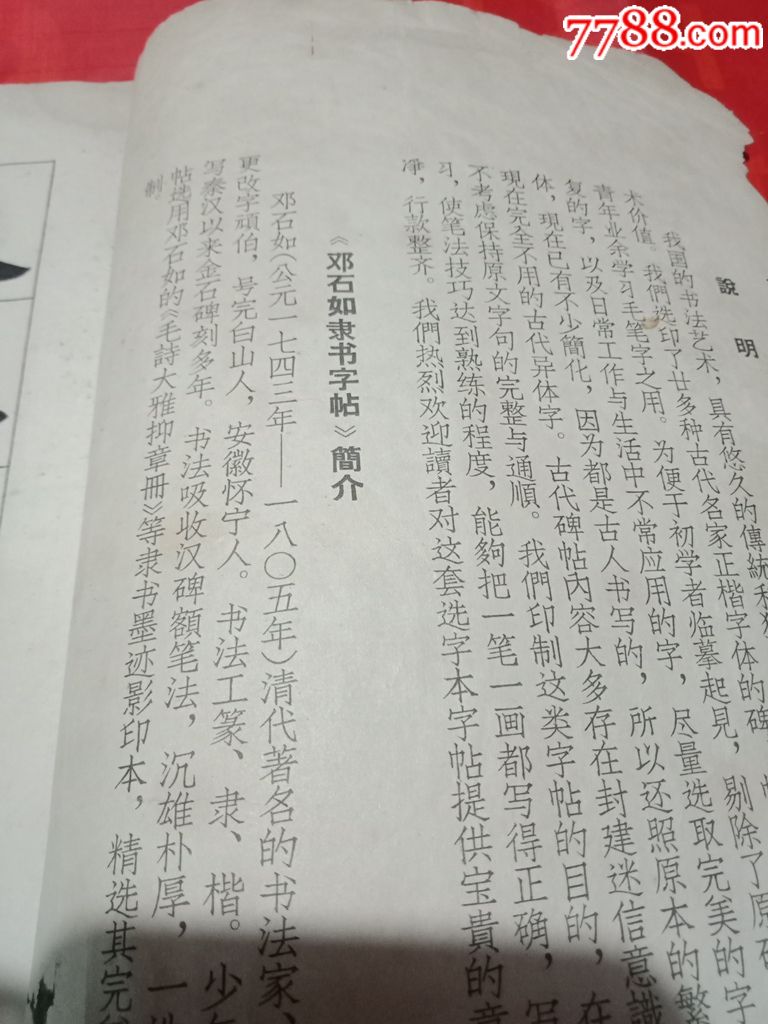 7788.com
說明
我国的书法艺术，具有悠久的傳統和
术价值。我們选印了廿多种古代名家正楷字体的碑、
青年业余学习毛笔字之用。为便于初学者临摹起見，剔除了原碑
复的字，以及日常工作与生活中不常应用的字，尽量选取完美的字
体，現在已有不少簡化，因为都是古人书写的，所以还照原本的繁
現在完全不用的古代异体字。古代碑帖内容大多存在封建迷信意識
不考虑保持原文字句的完整与通順。我們印制这类字帖的目的，在
习，使笔法技巧达到熟练的程度，能夠把一笔一画都写得正确，写
净，行款整齐。我們热烈欢迎讀者对这套选字本字帖提供宝貴的意
《邓石如隶书字帖》簡介
邓石如（公元一七四三年——一八〇五年）清代著名的书法家、
更改字頑伯，号完白山人，安徽怀宁人。书法工篆、隶、楷。少年
写秦汉以来金石碑刻多年。书法吸收汉碑額笔法，沉雄朴厚，一
帖选用邓石如的《毛詩大雅抑章冊》等隶书墨迹影印本，精选其完
制。